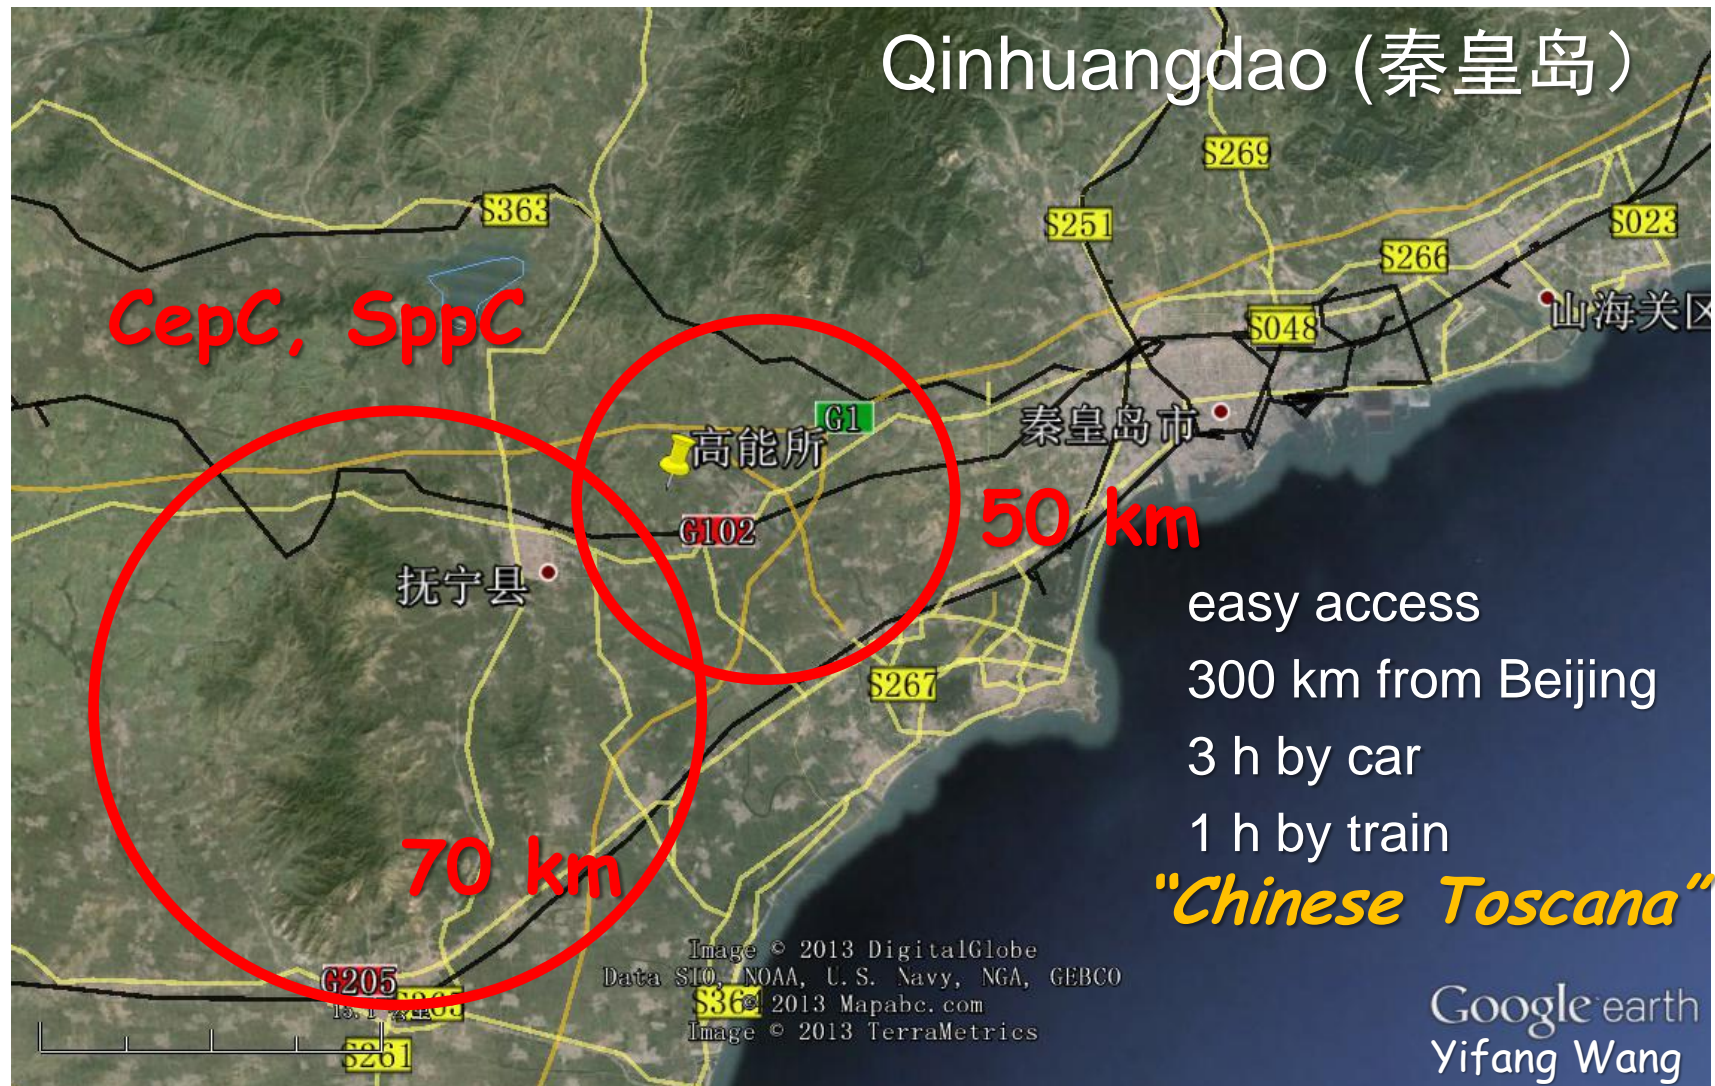 Qinhuangdao (秦皇岛）
S269
S363
S251
S023
S266
CepC, SppC
山海关区
S048
G1
秦皇岛市
高能所
50 km
G102
抚宁县
easy access
S267
300 km from Beijing
3 h by car
1 h by train
70 km
“Chinese Toscana”
Image © 2013 DigitalGlobe
Data SIO, NOAA, U.S. Navy, NGA, GEBCO
© 2013 Mapabc.com
Image © 2013 TerraMetrics
G205
S364
S261
Google earth
Yifang Wang